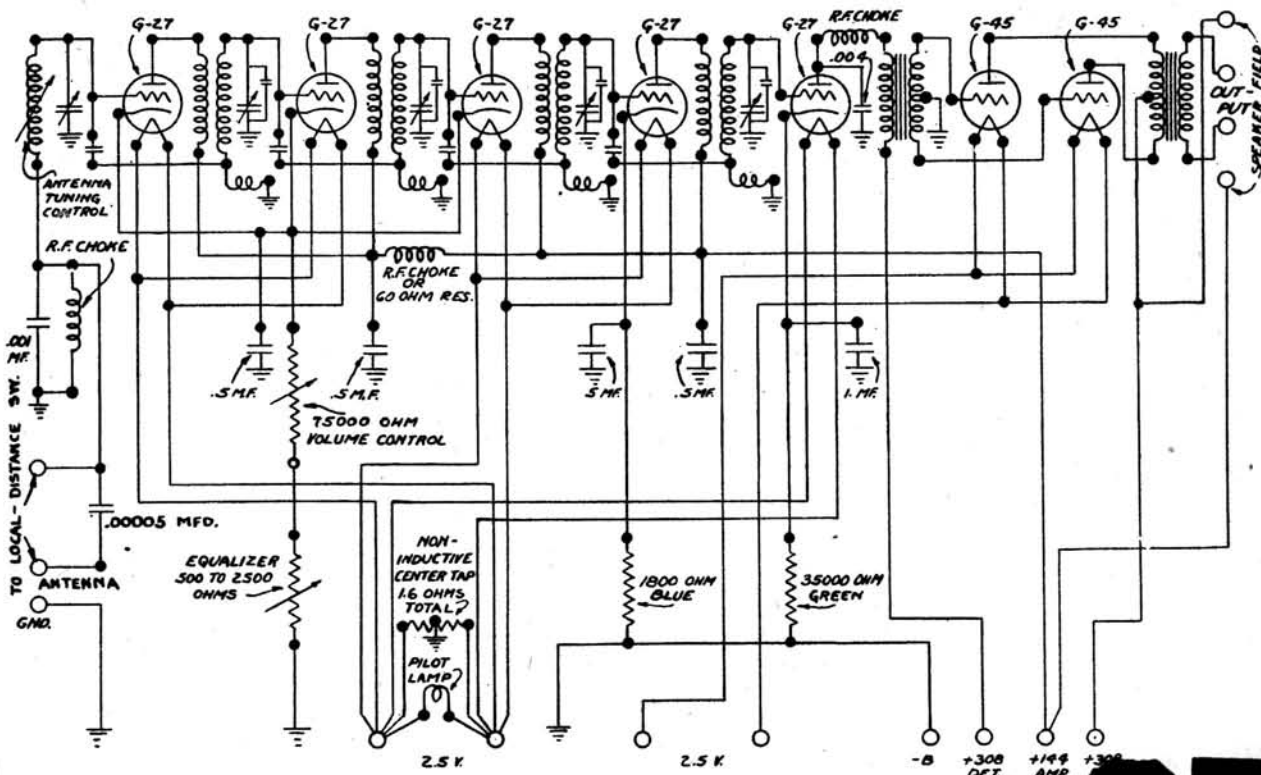 G-27
G-27
G-27
G-27
G-27
R.F. CHOKE
.004
G-45
G-45
OUT
PUT
SPEAKER FIELD
ANTENNA
TUNING
CONTROL
R.F. CHOKE
R.F. CHOKE
OR
60 OHM RES.
.001
MF.
.5 M.F.
.5 M.F.
.5 MF.
.5 MF.
1. MF.
75000 OHM
VOLUME CONTROL
TO LOCAL-DISTANCE SW.
.00005 MFD.
ANTENNA
GND.
EQUALIZER
500 TO 2500
OHMS
NON-
INDUCTIVE
CENTER TAP
1.6 OHMS
TOTAL
PILOT
LAMP
1800 OHM
BLUE
35000 OHM
GREEN
2.5 V.
2.5 V.
-B
+308
DET.
+144
AMP